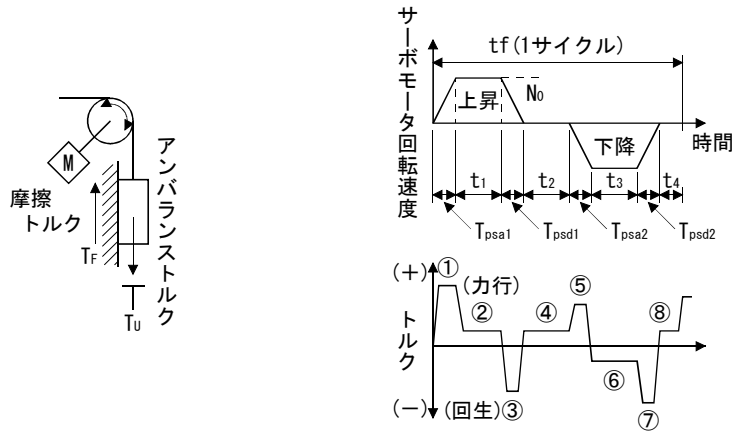 M
摩擦
トルク
TF
TU
アンバランストルク
サーボモータ回転速度
tf(1サイクル)
上昇
N0
下降
時間
t1
t2
t3
t4
Tpsa1
Tpsd1
Tpsa2
Tpsd2
トルク
(+)
(力行)
①
②
③
④
⑤
⑥
⑦
⑧
(-)
(回生)